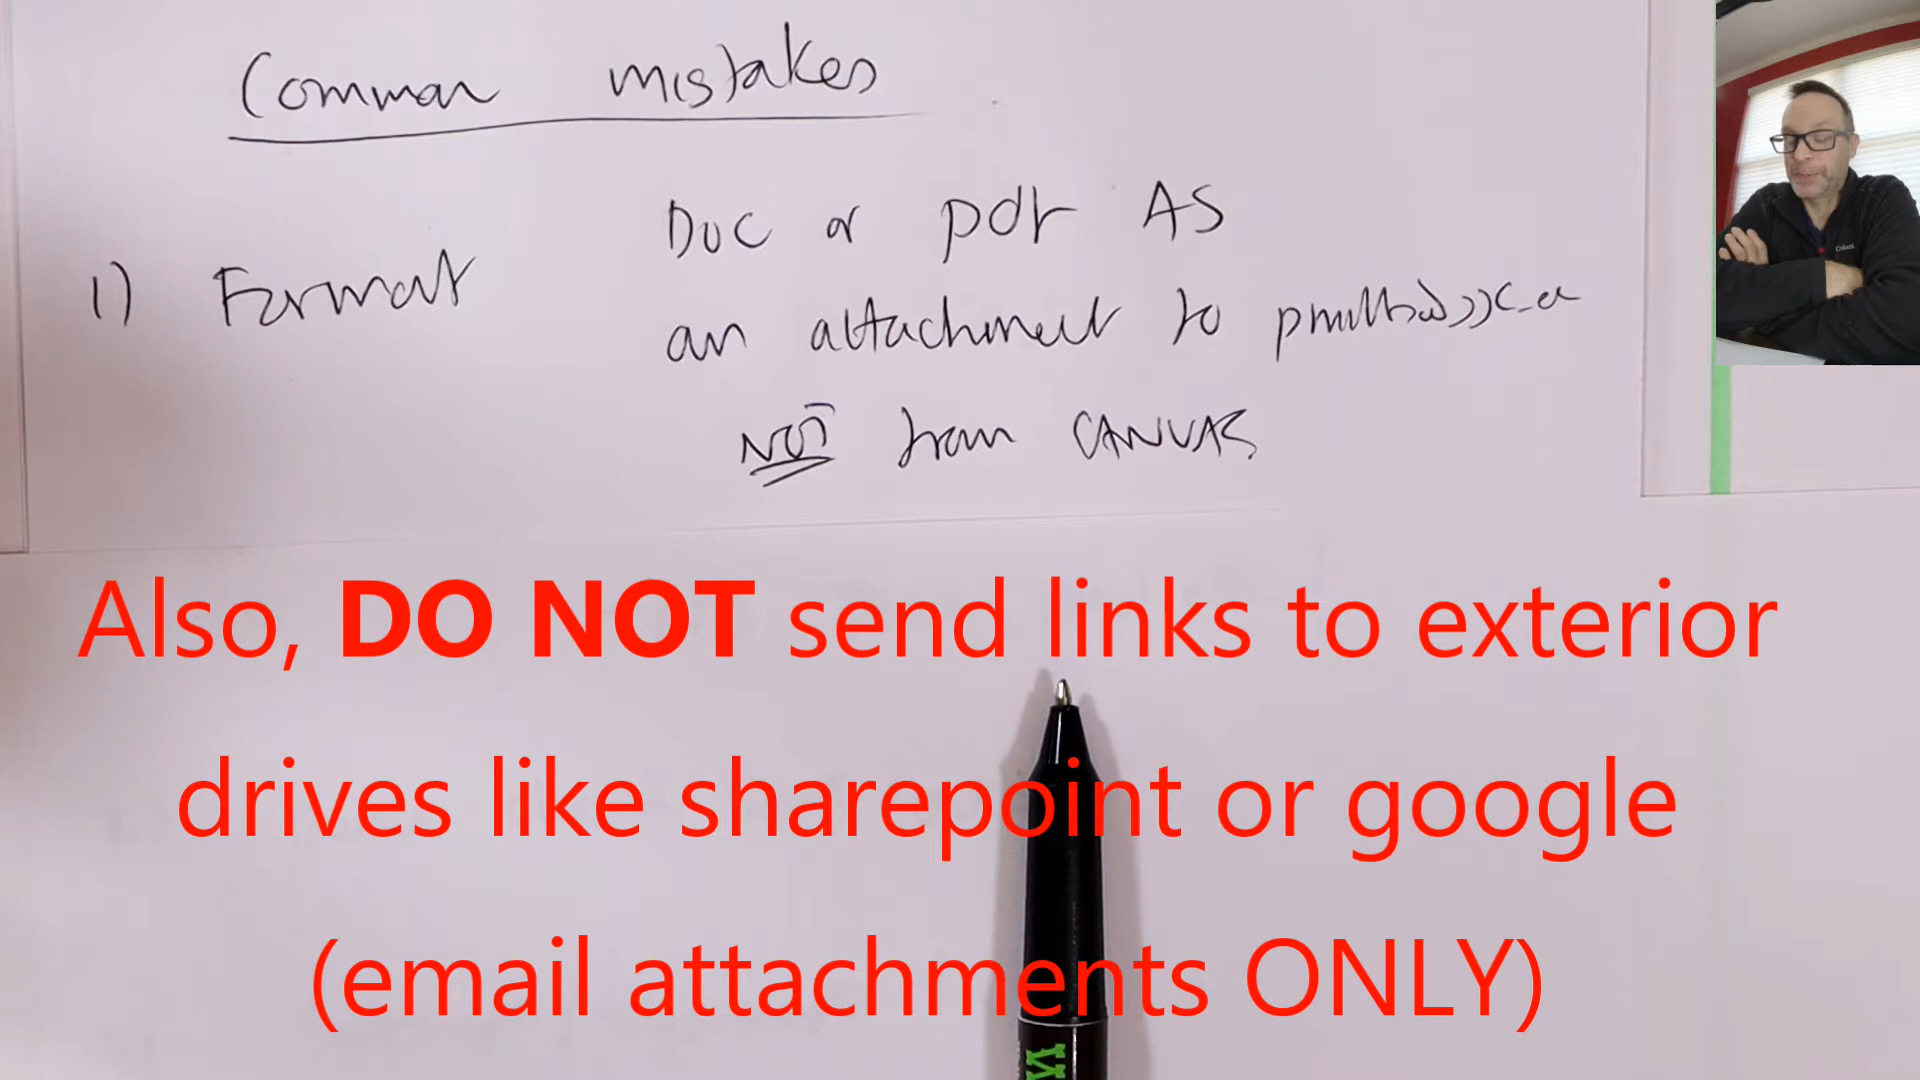 Common mistakes
1) Format
Doc or pdf AS
an attachment to
NOT from CANVAS
Also, DO NOT send links to exterior
drives like sharepoint or google
(email attachments ONLY)